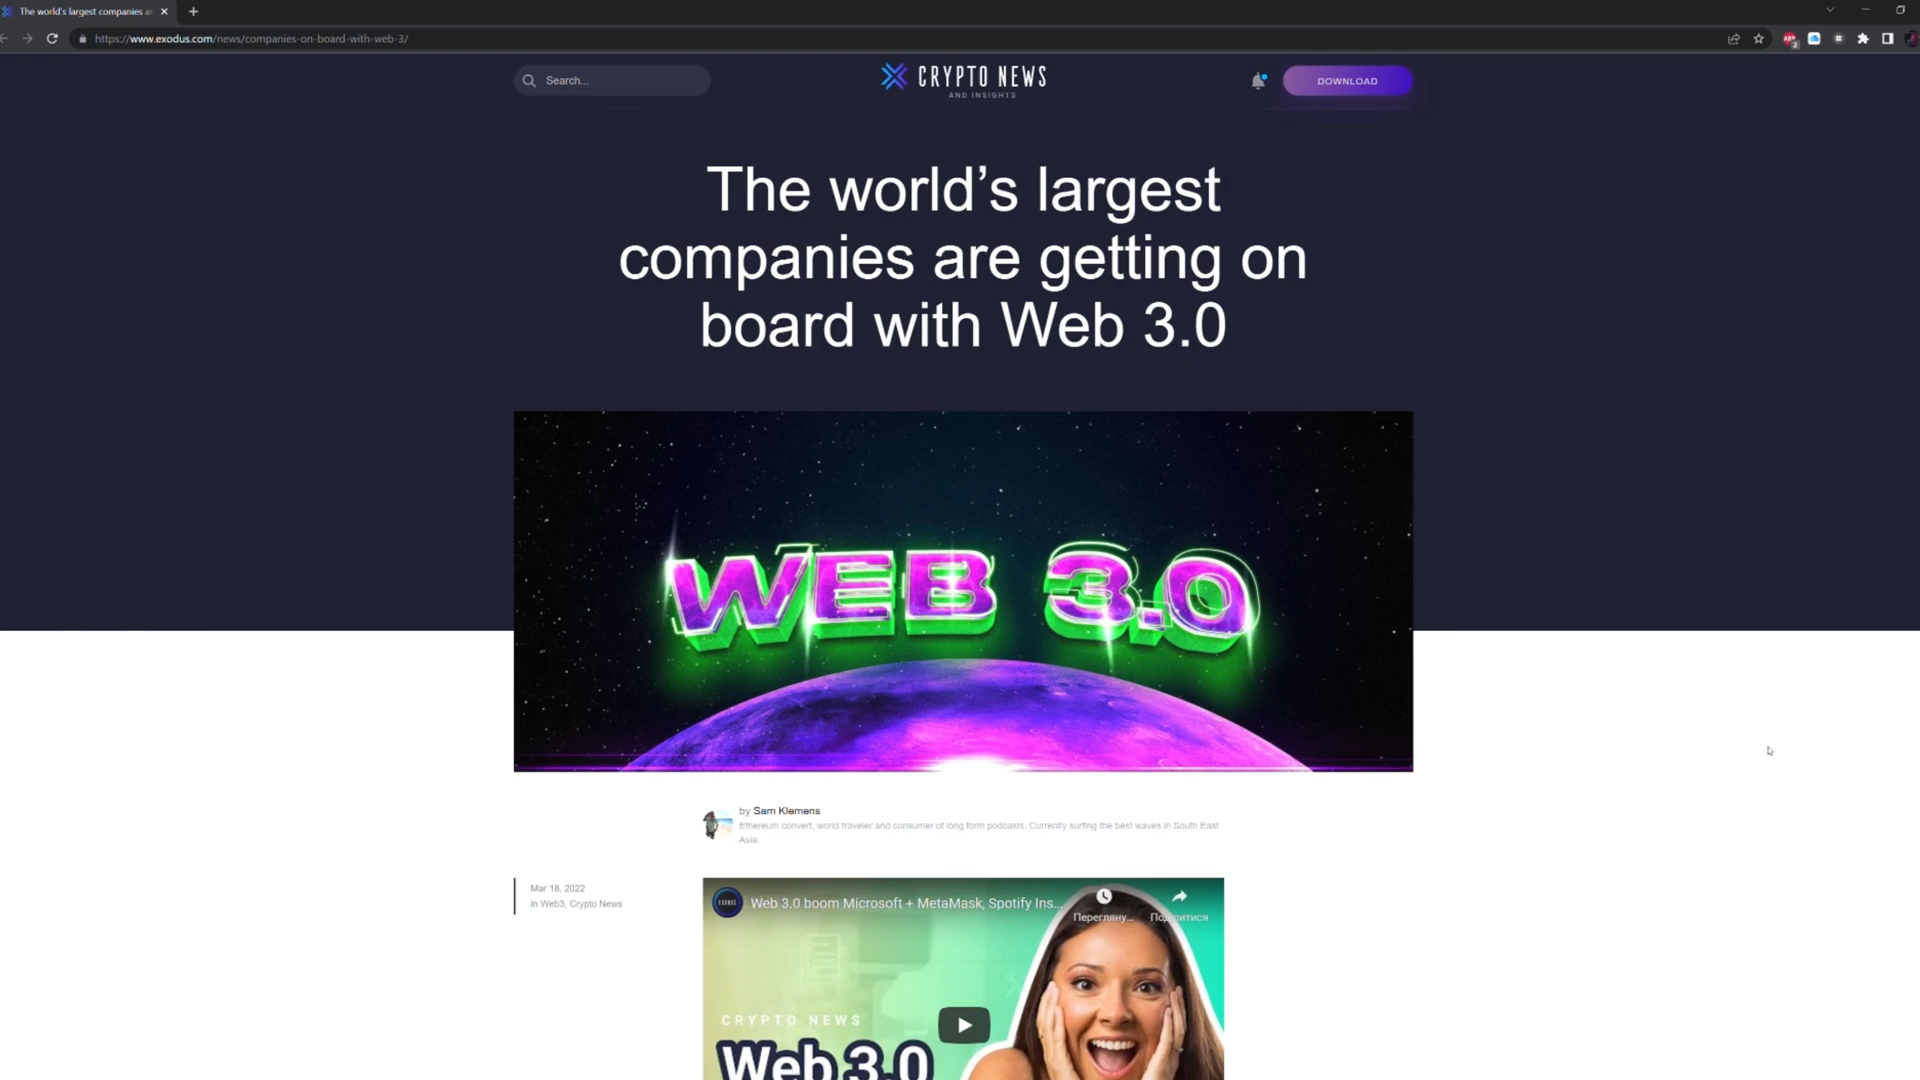 The world's largest companies a
https://www.exodus.com/news/companies-on-board-with-web-3/
2
Search...
CRYPTO NEWS
AND INSIGHTS
DOWNLOAD
The world’s largest
companies are getting on
board with Web 3.0
WEB 3.0
by Sam Klemens
Ethereum convert, world traveler and consumer of long form podcasts. Currently surfing the best waves in South East
Asia.
Mar 18, 2022
in Web3, Crypto News
EXODUS
Web 3.0 boom Microsoft + MetaMask, Spotify Ins...
Перегляну...
Поділитися
CRYPTO NEWS
Web 3.0